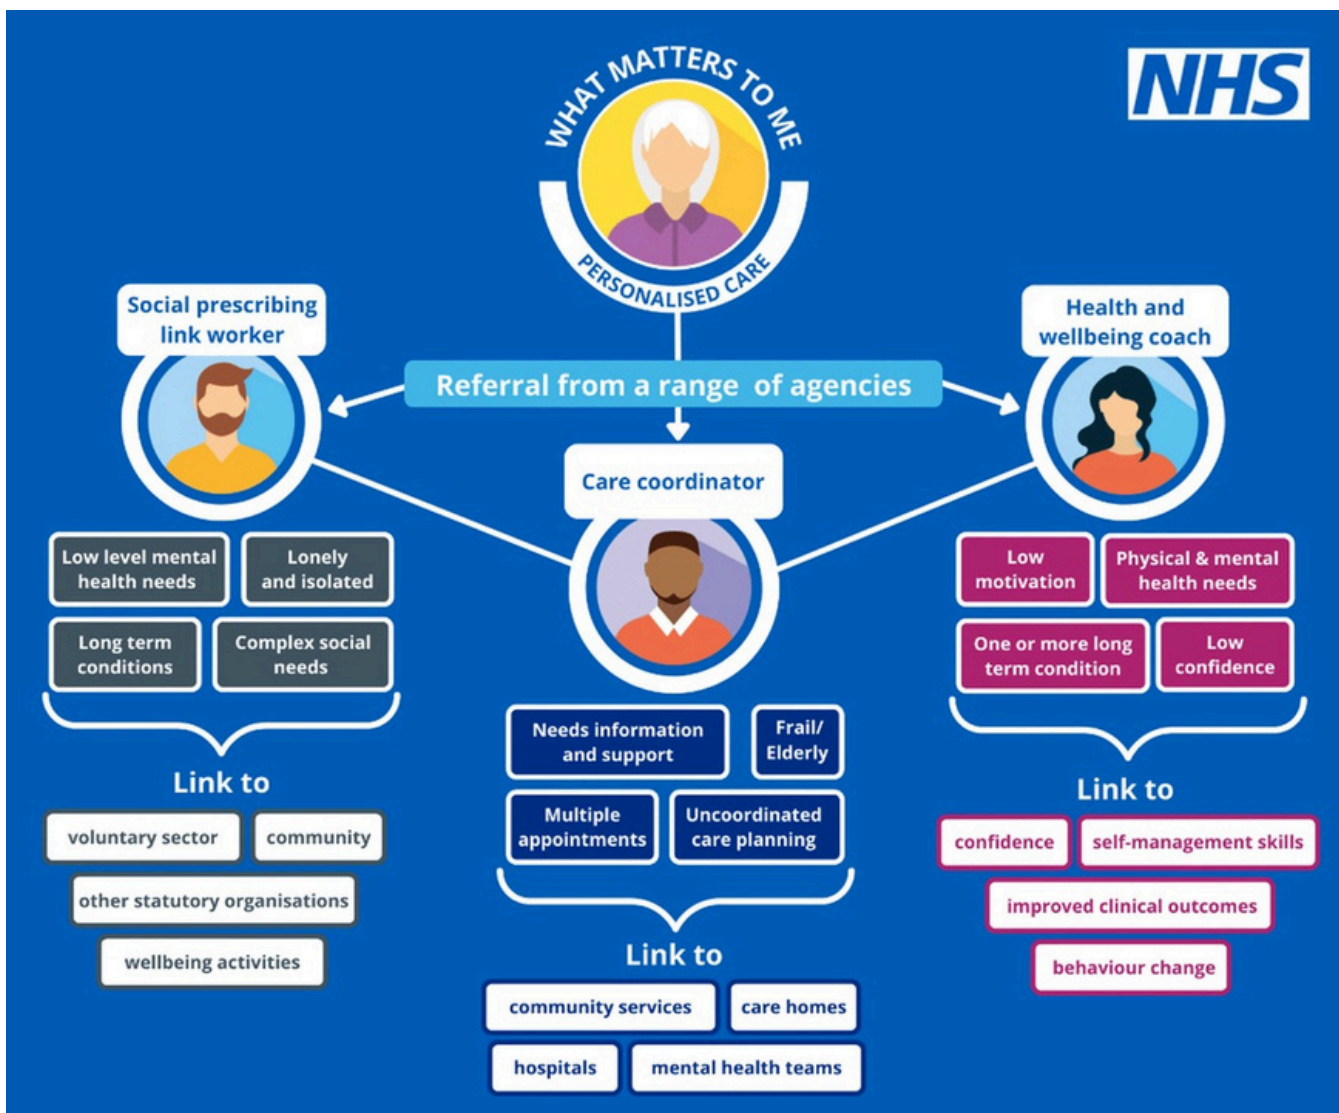 WHAT MATTERS TO ME
PERSONALISED CARE
NHS
Social prescribing
link worker
Referral from a range of agencies
Health and
wellbeing coach
Care coordinator
Low level mental
health needs
Lonely
and isolated
Long term
conditions
Complex social
needs
Link to
voluntary sector
community
other statutory organisations
wellbeing activities
Needs information
and support
Frail/
Elderly
Multiple
appointments
Uncoordinated
care planning
Link to
community services
care homes
hospitals
mental health teams
Low
motivation
Physical & mental
health needs
One or more long
term condition
Low
confidence
Link to
confidence
self-management skills
improved clinical outcomes
behaviour change